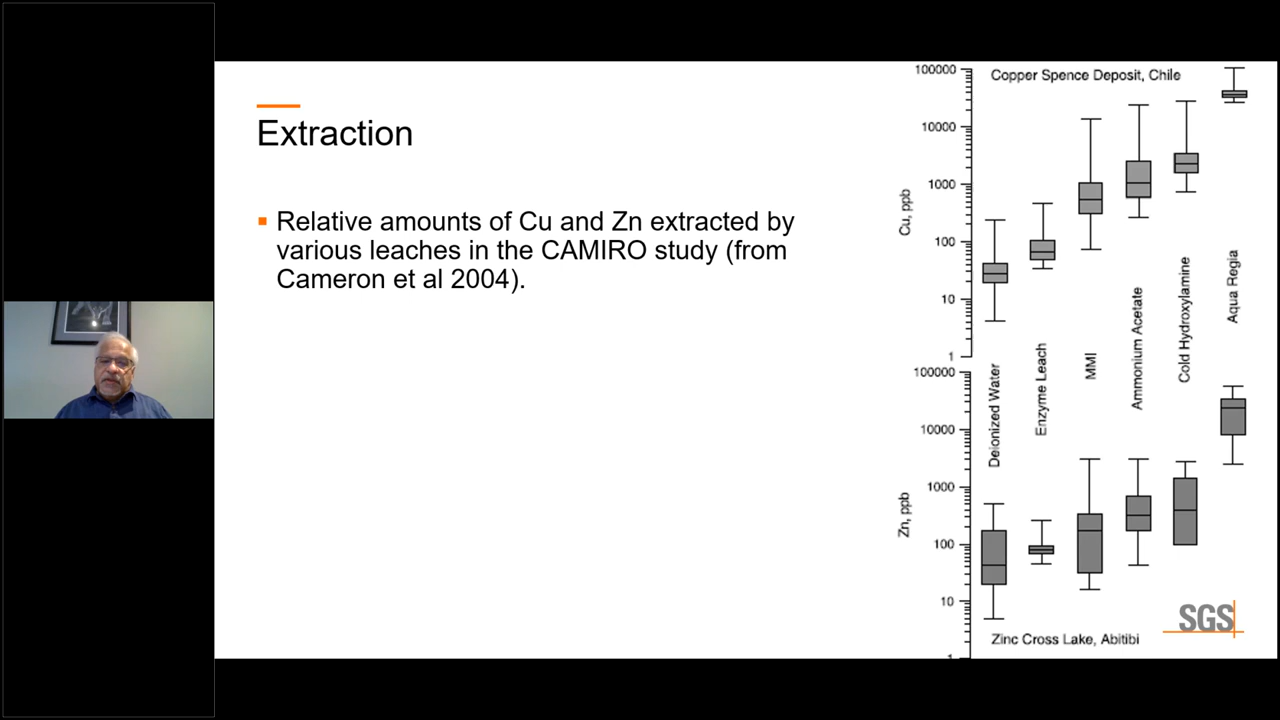 Extraction
Relative amounts of Cu and Zn extracted by
various leaches in the CAMIRO study (from
Cameron et al 2004).
Copper Spence Deposit, Chile
100000
10000
1000
100
10
1
Cu, ppb
Deionized Water
Enzyme Leach
MMI
Ammonium Acetate
Cold Hydroxylamine
Aqua Regia
100000
10000
1000
100
10
1
Zn, ppb
Zinc Cross Lake, Abitibi
SGS